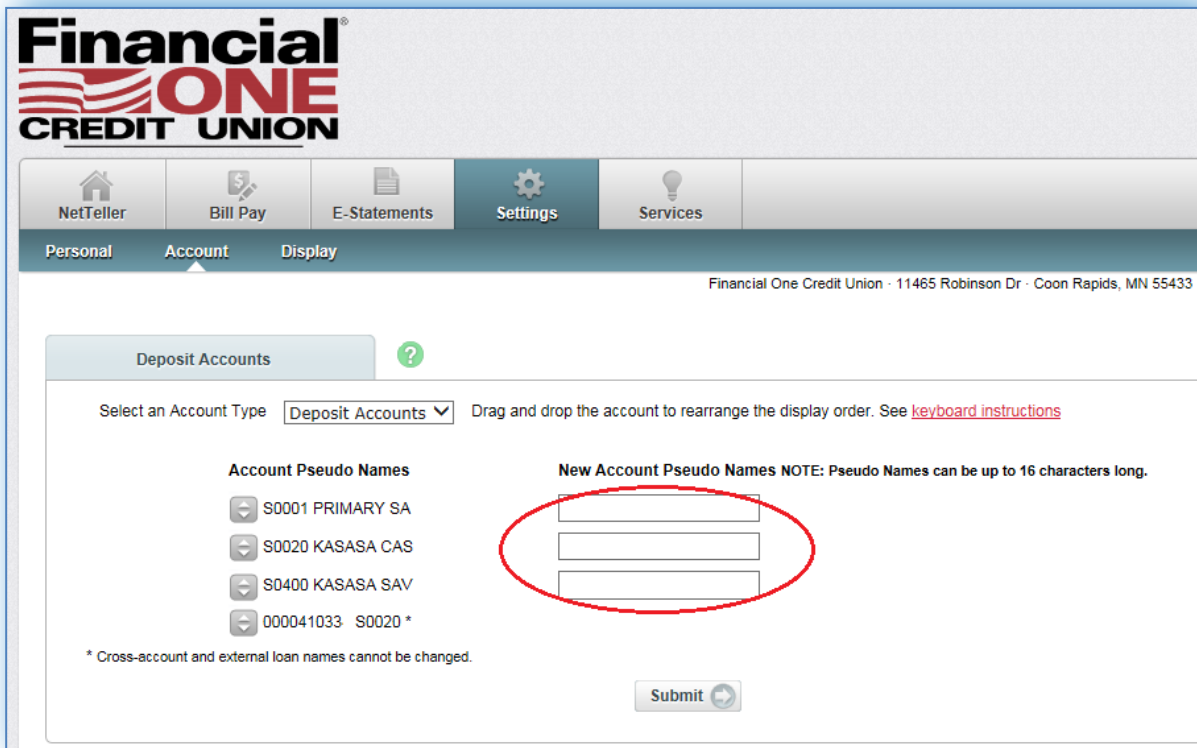 Financial®
ONE
CREDIT UNION
NetTeller Bill Pay E-Statements Settings Services
Personal Account Display
Financial One Credit Union · 11465 Robinson Dr · Coon Rapids, MN 55433
Deposit Accounts ?
Select an Account Type Deposit Accounts Drag and drop the account to rearrange the display order. See keyboard instructions
Account Pseudo Names New Account Pseudo Names NOTE: Pseudo Names can be up to 16 characters long.
S0001 PRIMARY SA
S0020 KASASA CAS
S0400 KASASA SAV
000041033 S0020 *
* Cross-account and external loan names cannot be changed.
Submit